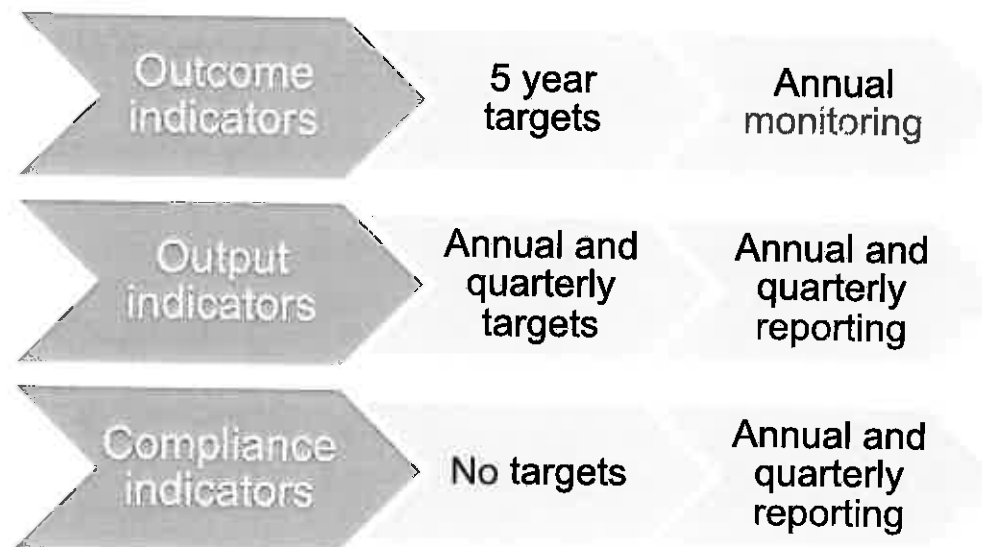 Outcome
indicators
5 year
targets
Annual
monitoring
Output
indicators
Annual and
quarterly
targets
Annual and
quarterly
reporting
Compliance
indicators
No targets
Annual and
quarterly
reporting